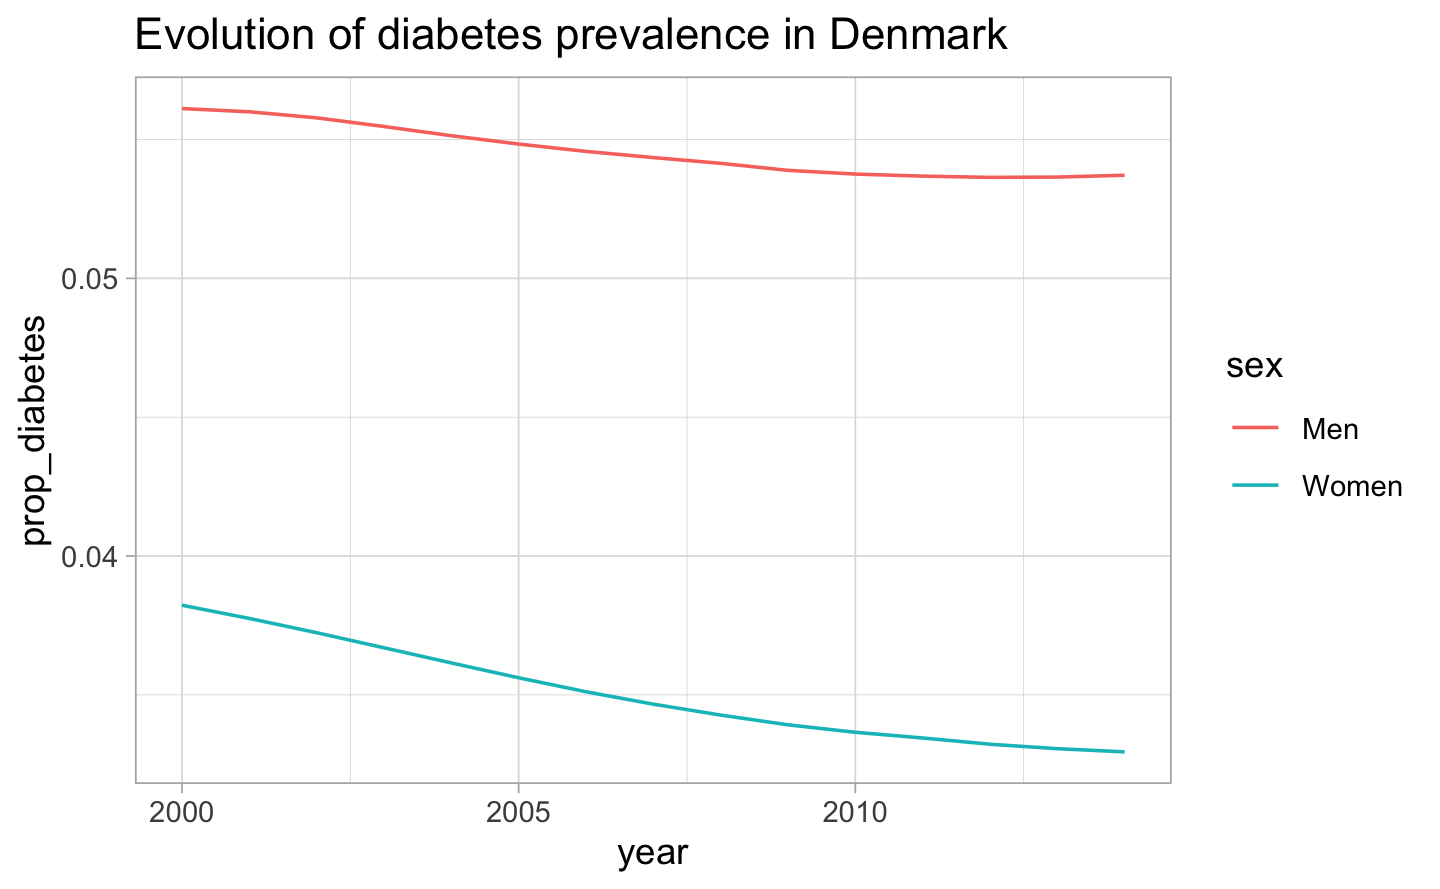 Evolution of diabetes prevalence in Denmark
prop_diabetes
0.05
0.04
2000 2005 2010
year
sex
Men
Women